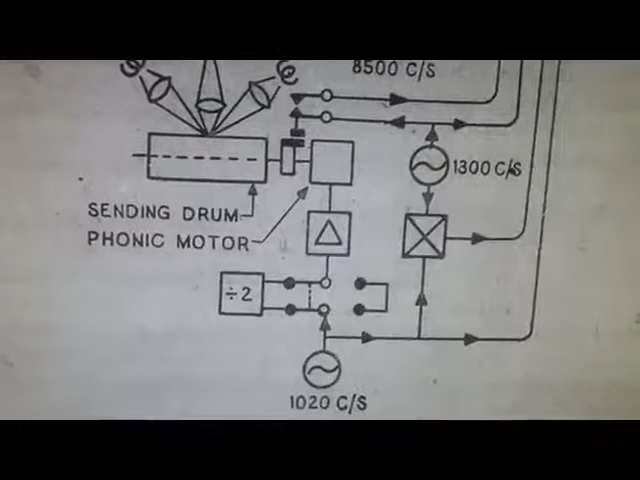 8500 C/S
1300 C/S
SENDING DRUM
PHONIC MOTOR
÷2
1020 C/S